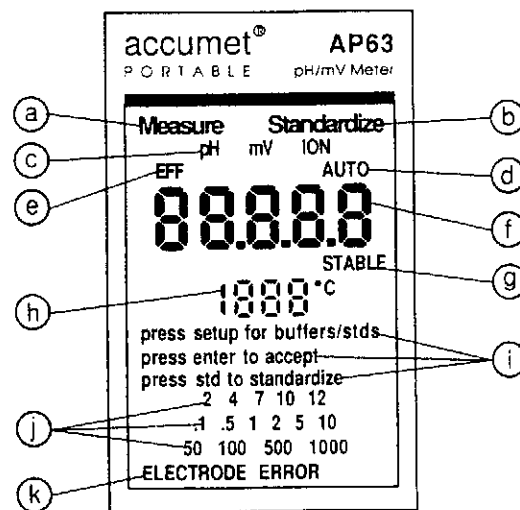 accumet® AP63
PORTABLE pH/mV Meter
a Measure Standardize b
c pH mV ION
e EFF AUTO d
88.8.8.8 f
STABLE g
h 1888 °C
press setup for buffers/stds
press enter to accept i
press std to standardize
2 4 7 10 12
j .1 .5 1 2 5 10
50 100 500 1000
k ELECTRODE ERROR